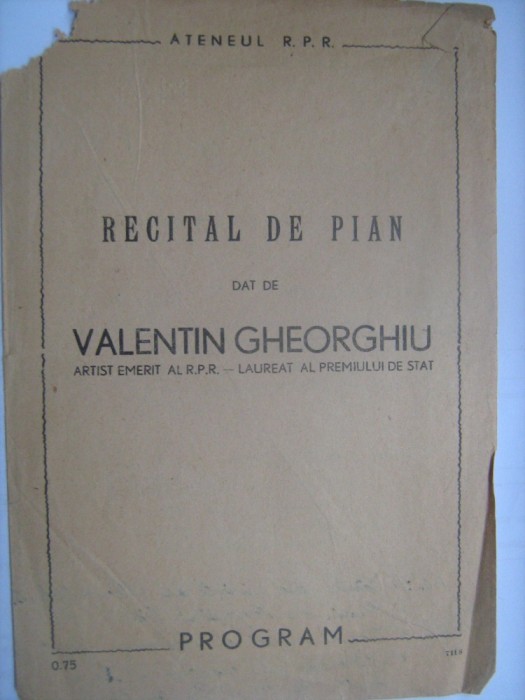 ATENEUL R.P.R.
RECITAL DE PIAN
DAT DE
VALENTIN GHEORGHIU
ARTIST EMERIT AL R.P.R. — LAUREAT AL PREMIULUI DE STAT
PROGRAM
0.75